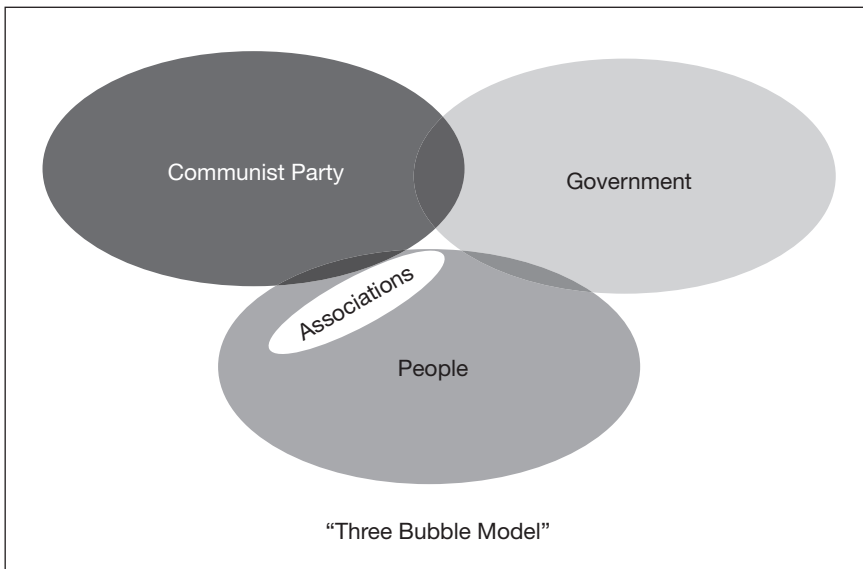 Communist Party
Government
Associations
People
“Three Bubble Model”